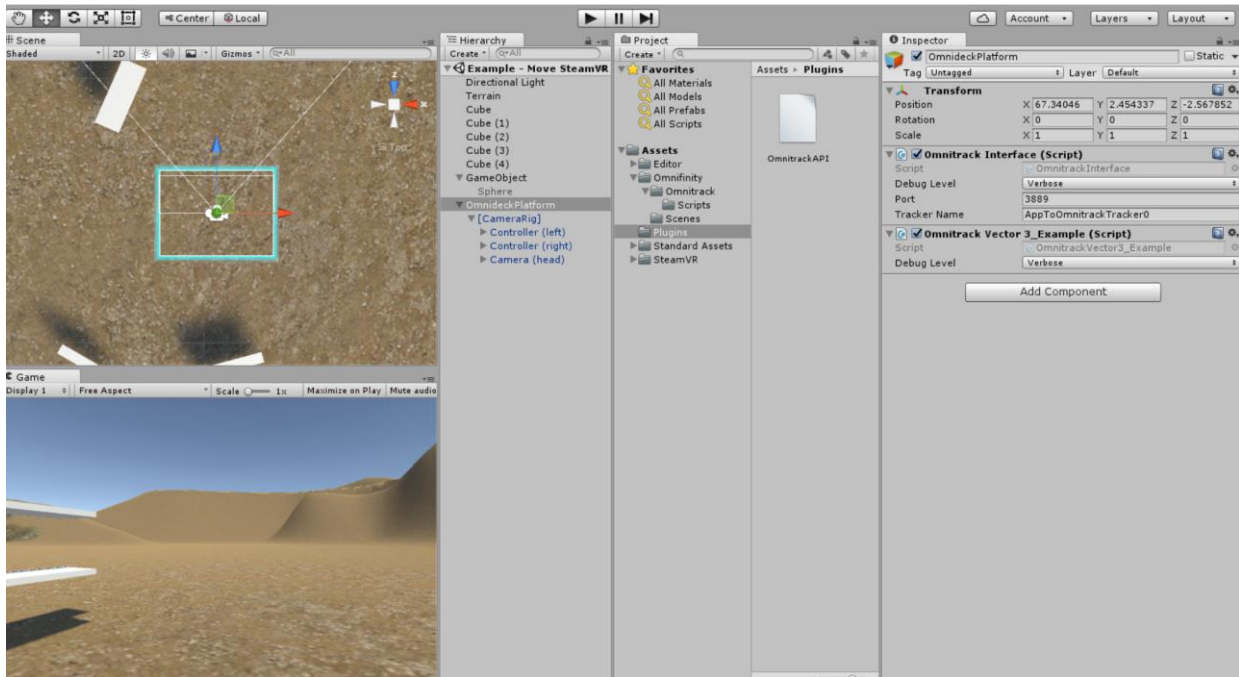 Center Local Account Layers Layout
Scene
Shaded 2D Gizmos All
z
x
Top
Game
Display 1 Free Aspect Scale 1x Maximize on Play Mute audio
Hierarchy
Create All
Example - Move SteamVR
Directional Light
Terrain
Cube
Cube (1)
Cube (2)
Cube (3)
Cube (4)
GameObject
Sphere
OmnideckPlatform
[CameraRig]
Controller (left)
Controller (right)
Camera (head)
Project
Create
Favorites
All Materials
All Models
All Prefabs
All Scripts
Assets
Editor
Omnifinity
Omnitrack
Scripts
Scenes
Plugins
Standard Assets
SteamVR
Assets Plugins
OmnitrackAPI
Inspector
OmnideckPlatform Static
Tag Untagged Layer Default
Transform
Position X 67.34046 Y 2.454337 Z -2.567852
Rotation X 0 Y 0 Z 0
Scale X 1 Y 1 Z 1
Omnitrack Interface (Script)
Script OmnitrackInterface
Debug Level Verbose
Port 3889
Tracker Name AppToOmnitrackTracker0
Omnitrack Vector 3_Example (Script)
Script OmnitrackVector3_Example
Debug Level Verbose
Add Component